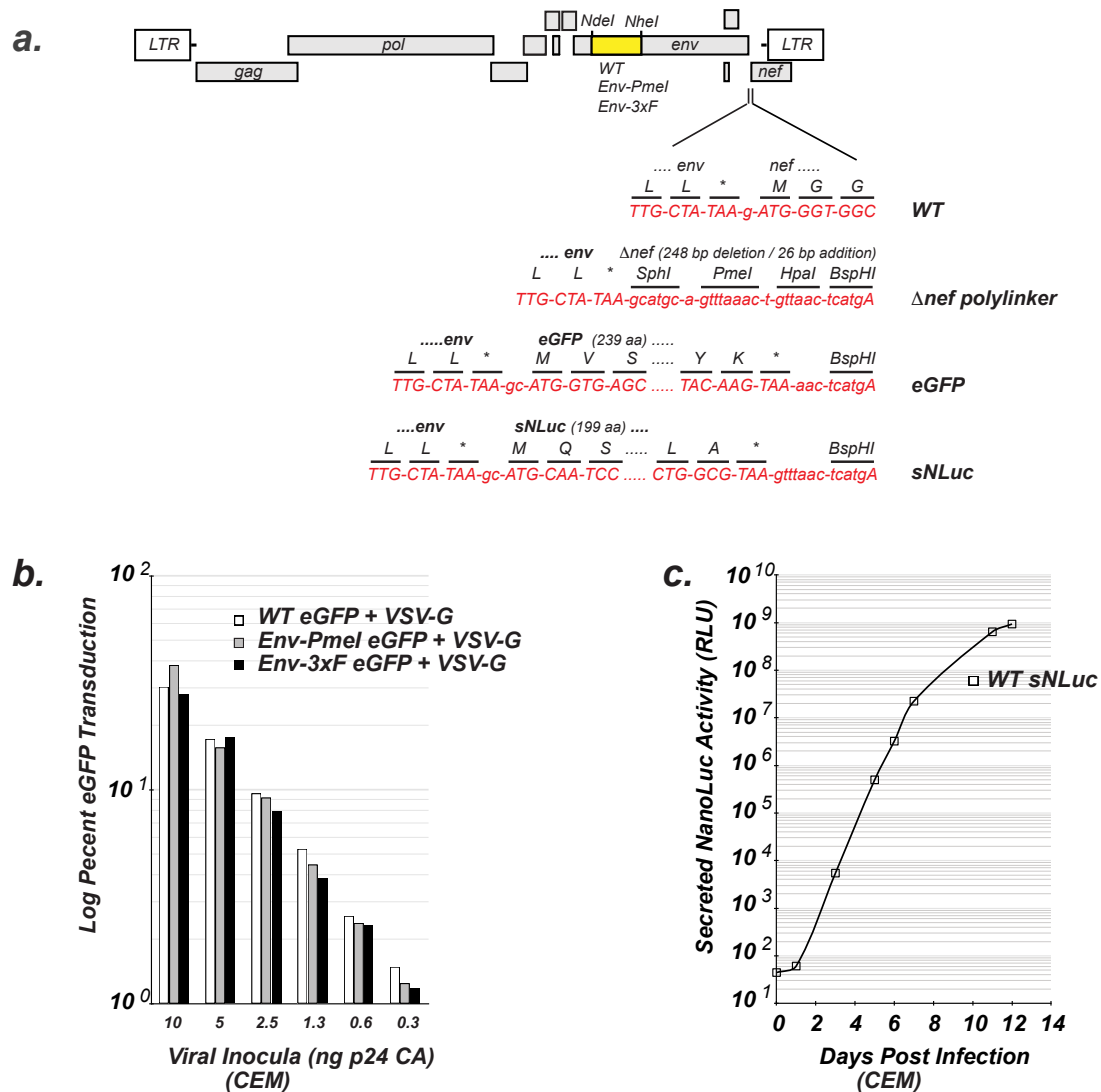 a.
NdeI NheI
LTR pol env LTR
gag nef
WT
Env-PmeI
Env-3xF
.... env nef .....
L L * M G G
TTG-CTA-TAA-g-ATG-GGT-GGC WT
.... env Δnef (248 bp deletion / 26 bp addition)
L L * SphI PmeI HpaI BspHI
TTG-CTA-TAA-gcatgc-a-gtttaaac-t-gttaac-tcatgA Δnef polylinker
.....env eGFP (239 aa) .....
L L * M V S ..... Y K * BspHI
TTG-CTA-TAA-gc-ATG-GTG-AGC ..... TAC-AAG-TAA-aac-tcatgA eGFP
....env sNLuc (199 aa) ....
L L * M Q S ..... L A * BspHI
TTG-CTA-TAA-gc-ATG-CAA-TCC ..... CTG-GCG-TAA-gtttaac-tcatgA sNLuc
b.
Log Pecent eGFP Transduction
10^2
10^1
10^0
WT eGFP + VSV-G
Env-PmeI eGFP + VSV-G
Env-3xF eGFP + VSV-G
10 5 2.5 1.3 0.6 0.3
Viral Inocula (ng p24 CA)
(CEM)
c.
Secreted NanoLuc Activity (RLU)
10^10
10^9
10^8
10^7
10^6
10^5
10^4
10^3
10^2
10^1
WT sNLuc
0 2 4 6 8 10 12 14
Days Post Infection
(CEM)